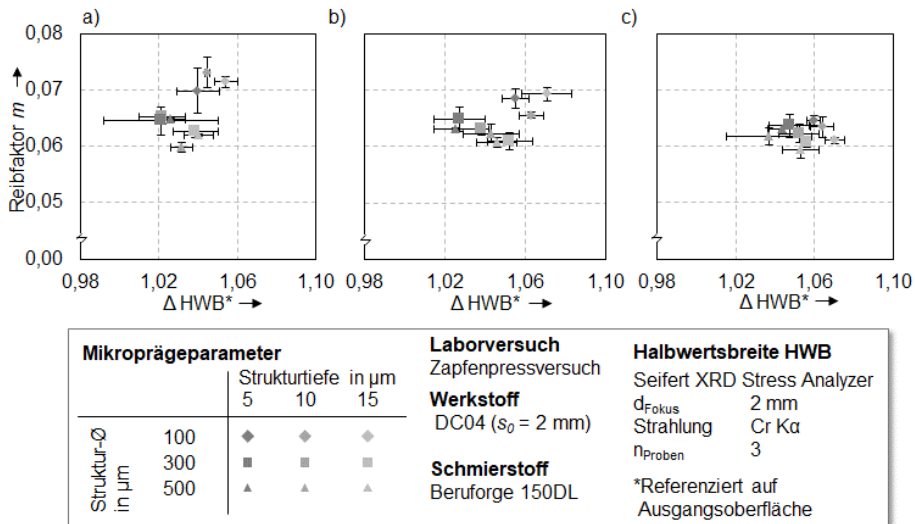 a) b) c)
Reibfaktor m
0,08
0,07
0,06
0,05
0,00
0,98 1,02 1,06 1,10 0,98 1,02 1,06 1,10 0,98 1,02 1,06 1,10
Δ HWB* Δ HWB* Δ HWB*
Mikroprägeparameter
Strukturtiefe in µm
5 10 15
Struktur-Ø
in µm
100
300
500
Laborversuch
Zapfenpressversuch
Werkstoff
DC04 (s0 = 2 mm)
Schmierstoff
Beruforge 150DL
Halbwertsbreite HWB
Seifert XRD Stress Analyzer
dFokus 2 mm
Strahlung Cr Kα
nProben 3
*Referenziert auf
Ausgangsoberfläche